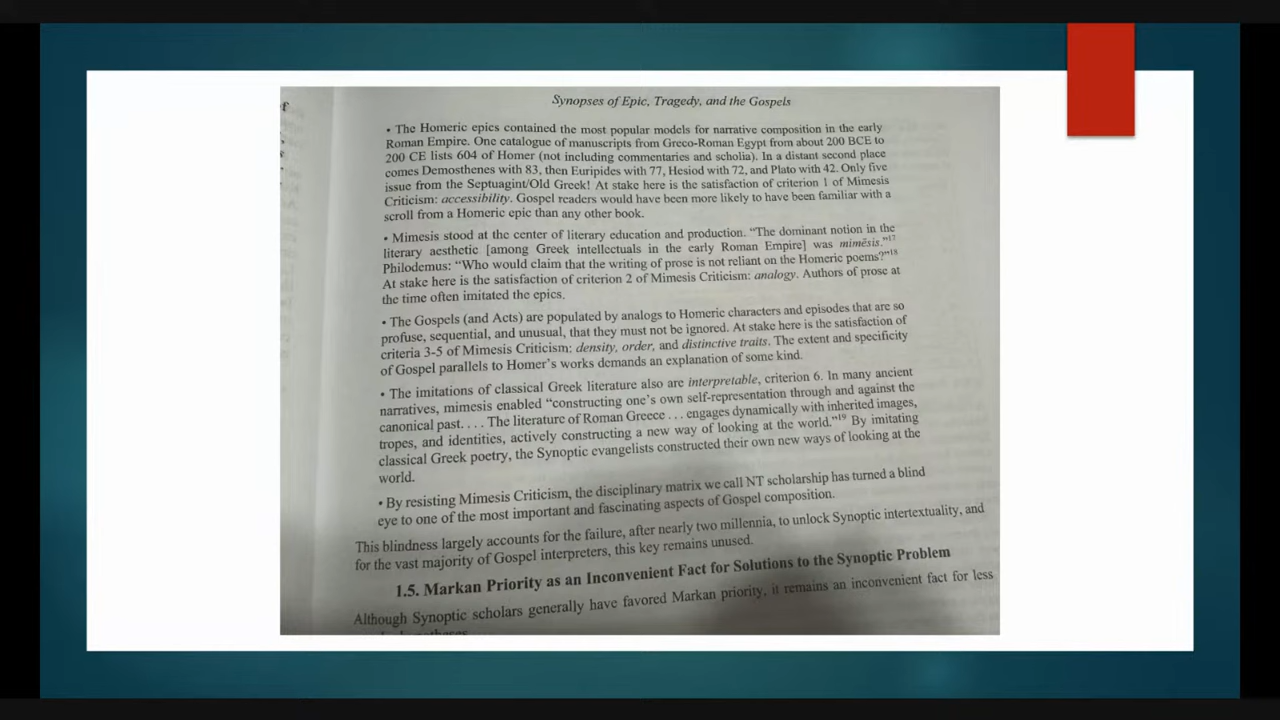 Synopses of Epic, Tragedy, and the Gospels
• The Homeric epics contained the most popular models for narrative composition in the early
Roman Empire. One catalogue of manuscripts from Greco-Roman Egypt from about 200 BCE to
200 CE lists 604 of Homer (not including commentaries and scholia). In a distant second place
comes Demosthenes with 83, then Euripides with 77, Hesiod with 72, and Plato with 42. Only five
issue from the Septuagint/Old Greek! At stake here is the satisfaction of criterion 1 of Mimesis
Criticism: accessibility. Gospel readers would have been more likely to have been familiar with a
scroll from a Homeric epic than any other book.
• Mimesis stood at the center of literary education and production. “The dominant notion in the
literary aesthetic [among Greek intellectuals in the early Roman Empire] was mimēsis.”17
Philodemus: “Who would claim that the writing of prose is not reliant on the Homeric poems?”18
At stake here is the satisfaction of criterion 2 of Mimesis Criticism: analogy. Authors of prose at
the time often imitated the epics.
• The Gospels (and Acts) are populated by analogs to Homeric characters and episodes that are so
profuse, sequential, and unusual, that they must not be ignored. At stake here is the satisfaction of
criteria 3-5 of Mimesis Criticism: density, order, and distinctive traits. The extent and specificity
of Gospel parallels to Homer’s works demands an explanation of some kind.
• The imitations of classical Greek literature also are interpretable, criterion 6. In many ancient
narratives, mimesis enabled “constructing one’s own self-representation through and against the
canonical past. . . . The literature of Roman Greece . . . engages dynamically with inherited images,
tropes, and identities, actively constructing a new way of looking at the world.”19 By imitating
classical Greek poetry, the Synoptic evangelists constructed their own new ways of looking at the
world.
• By resisting Mimesis Criticism, the disciplinary matrix we call NT scholarship has turned a blind
eye to one of the most important and fascinating aspects of Gospel composition.
This blindness largely accounts for the failure, after nearly two millennia, to unlock Synoptic intertextuality, and
for the vast majority of Gospel interpreters, this key remains unused.
1.5. Markan Priority as an Inconvenient Fact for Solutions to the Synoptic Problem
Although Synoptic scholars generally have favored Markan priority, it remains an inconvenient fact for less